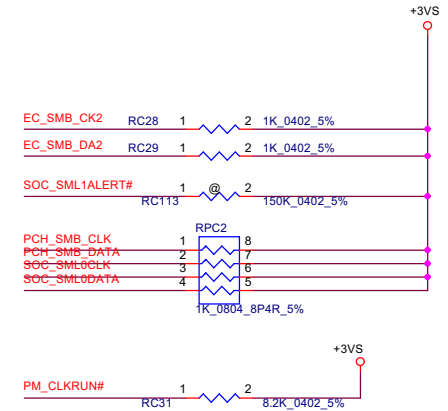 +3VS
EC_SMB_CK2 RC28 1 2 1K_0402_5%
EC_SMB_DA2 RC29 1 2 1K_0402_5%
SOC_SML1ALERT# 1 @ 2
RC113 150K_0402_5%
RPC2
PCH_SMB_CLK 1 8
PCH_SMB_DATA 2 7
SOC_SML0CLK 3 6
SOC_SML0DATA 4 5
1K_0804_8P4R_5%
+3VS
PM_CLKRUN# 1 2
RC31 8.2K_0402_5%